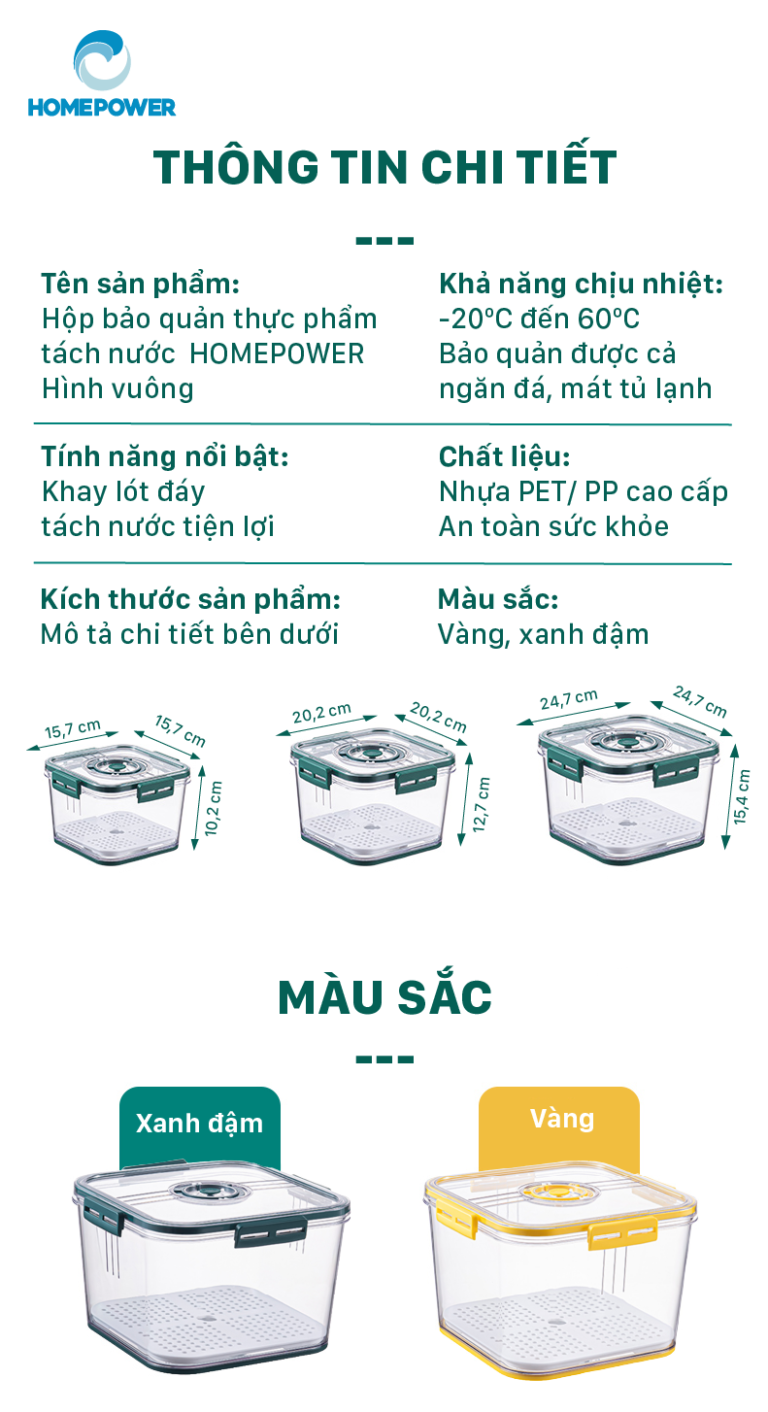 HOMEPOWER
THÔNG TIN CHI TIẾT
---
Tên sản phẩm:
Hộp bảo quản thực phẩm
tách nước HOMEPOWER
Hình vuông
Khả năng chịu nhiệt:
-20ºC đến 60ºC
Bảo quản được cả
ngăn đá, mát tủ lạnh
Tính năng nổi bật:
Khay lót đáy
tách nước tiện lợi
Chất liệu:
Nhựa PET/ PP cao cấp
An toàn sức khỏe
Kích thước sản phẩm:
Mô tả chi tiết bên dưới
Màu sắc:
Vàng, xanh đậm
15,7 cm
15,7 cm
10,2 cm
20,2 cm
20,2 cm
12,7 cm
24,7 cm
24,7 cm
15,4 cm
MÀU SẮC
---
Xanh đậm
Vàng